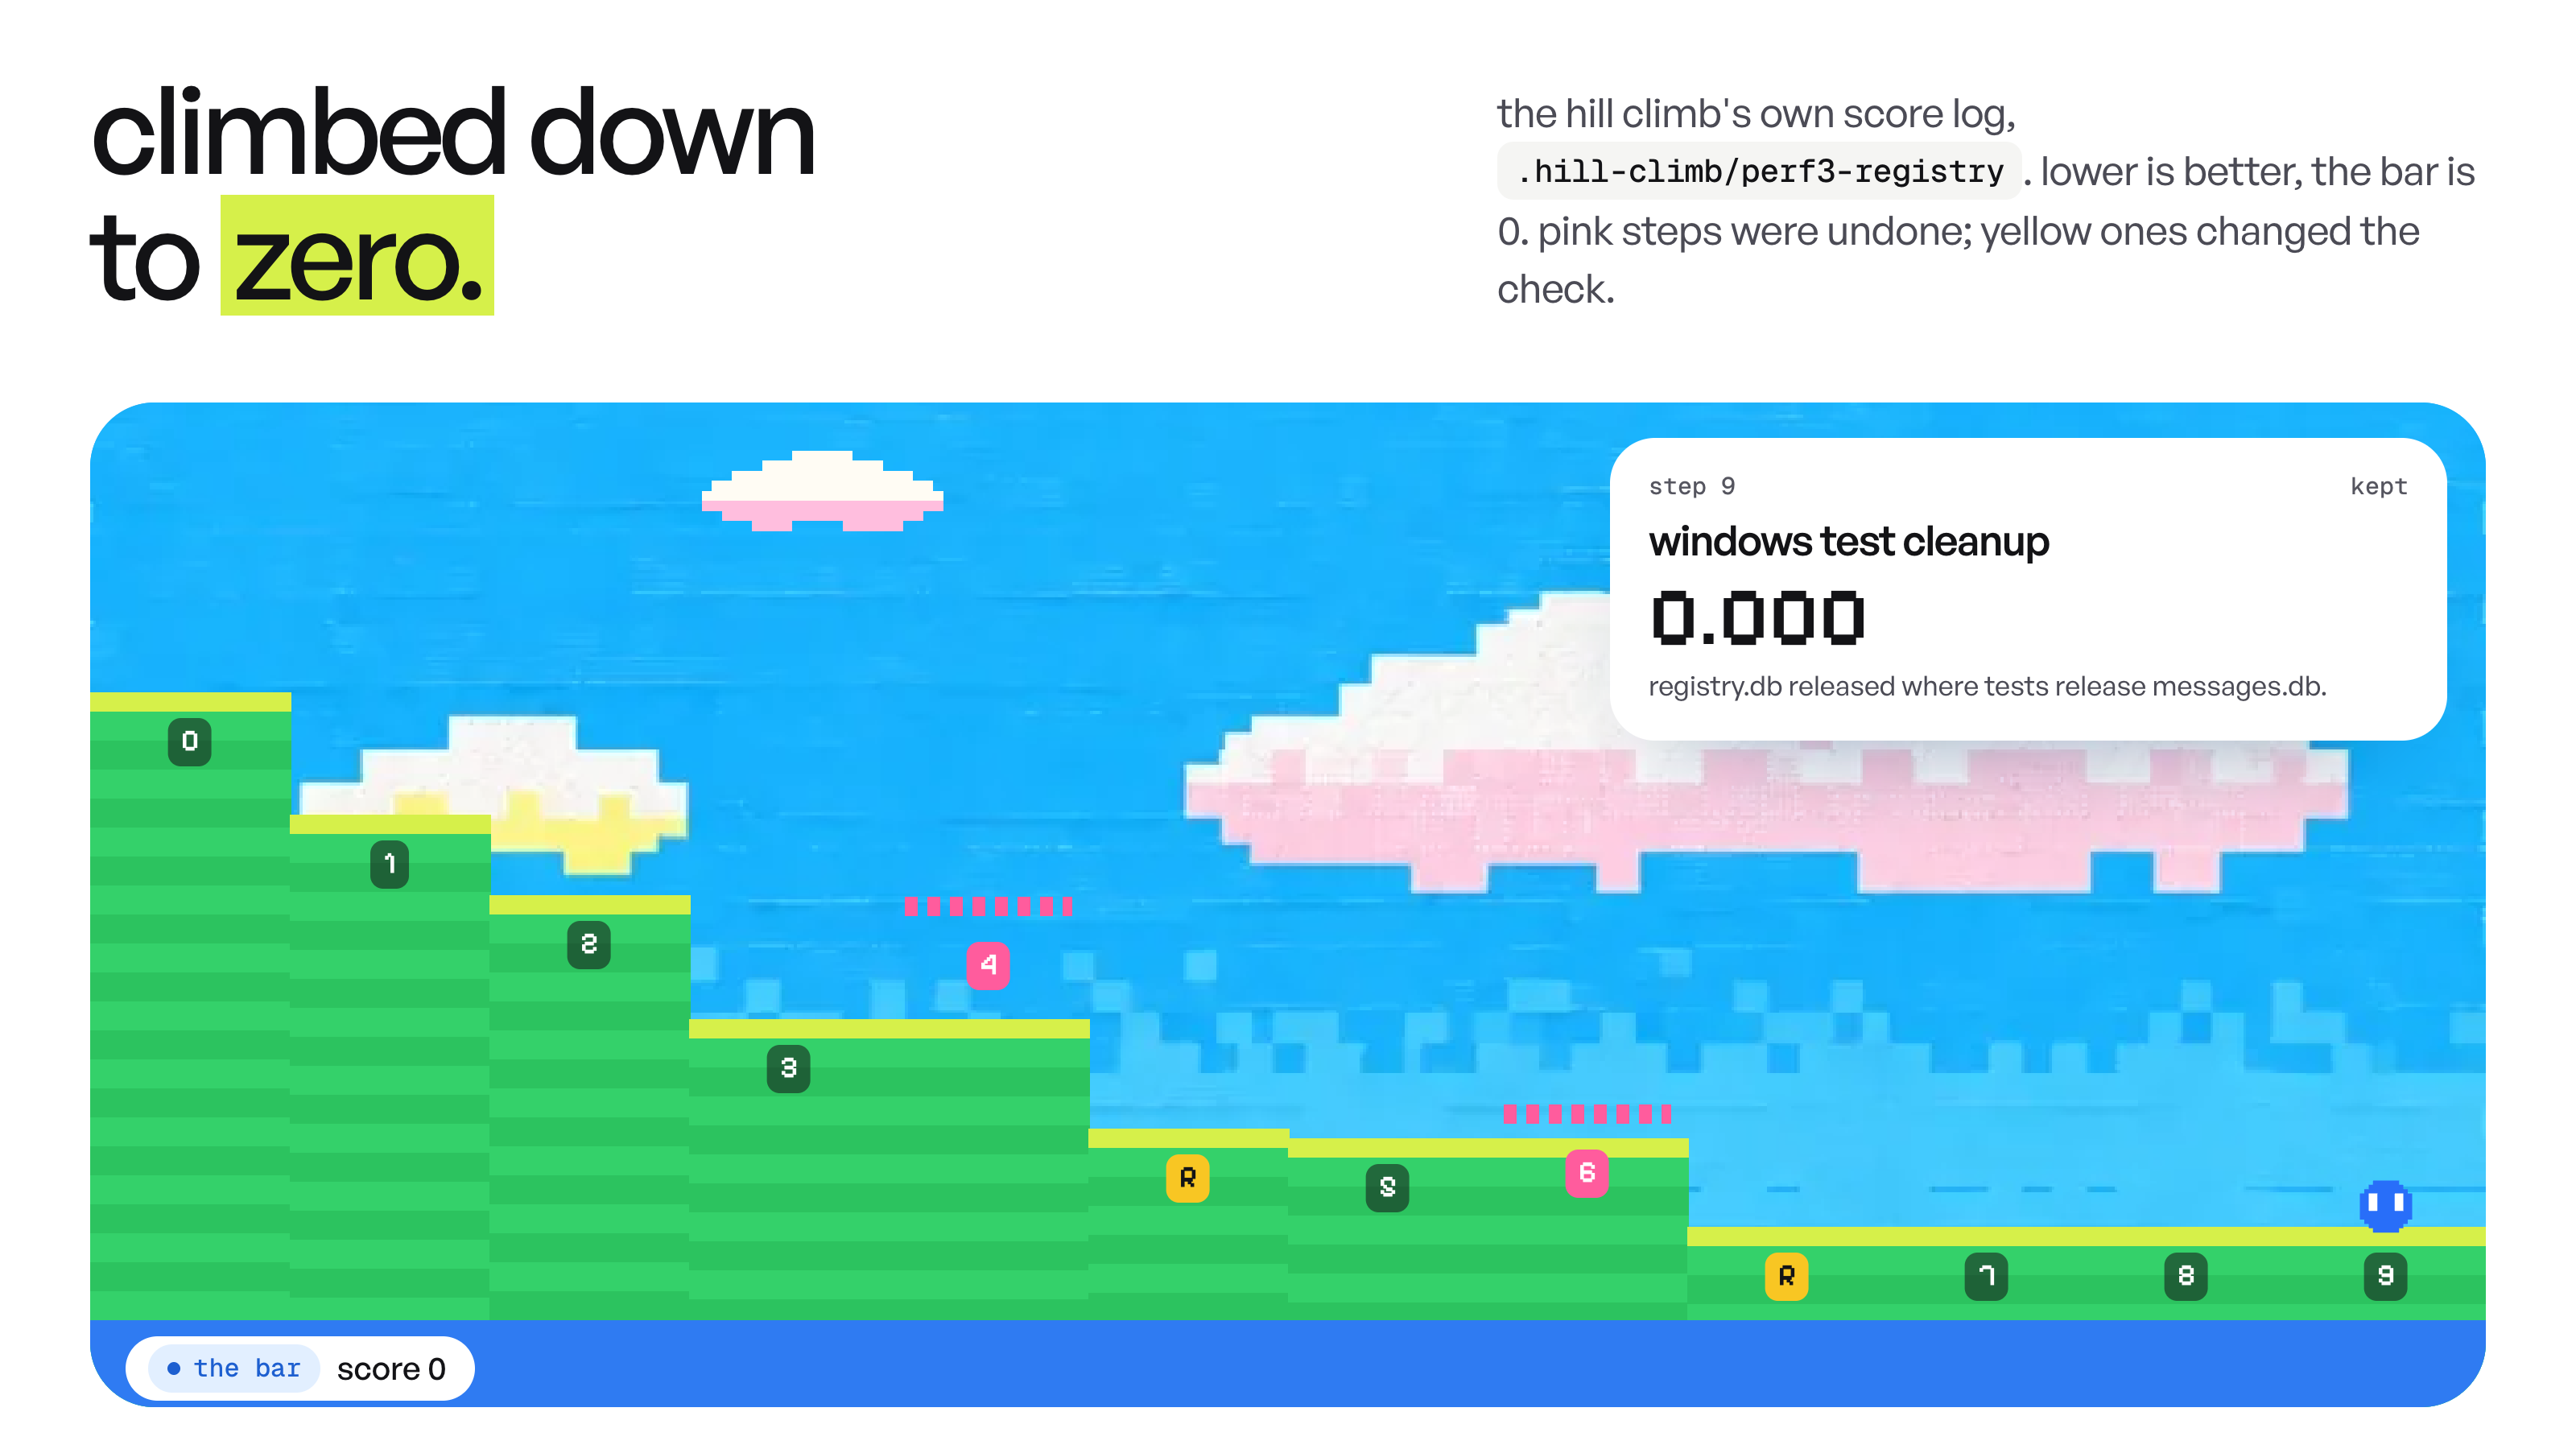 climbed down
to zero.
the hill climb's own score log,
.hill-climb/perf3-registry. lower is better, the bar is
0. pink steps were undone; yellow ones changed the
check.
step 9 kept
windows test cleanup
0.000
registry.db released where tests release messages.db.
0
1
2
4
3
R
S
6
R
7
8
9
the bar score 0